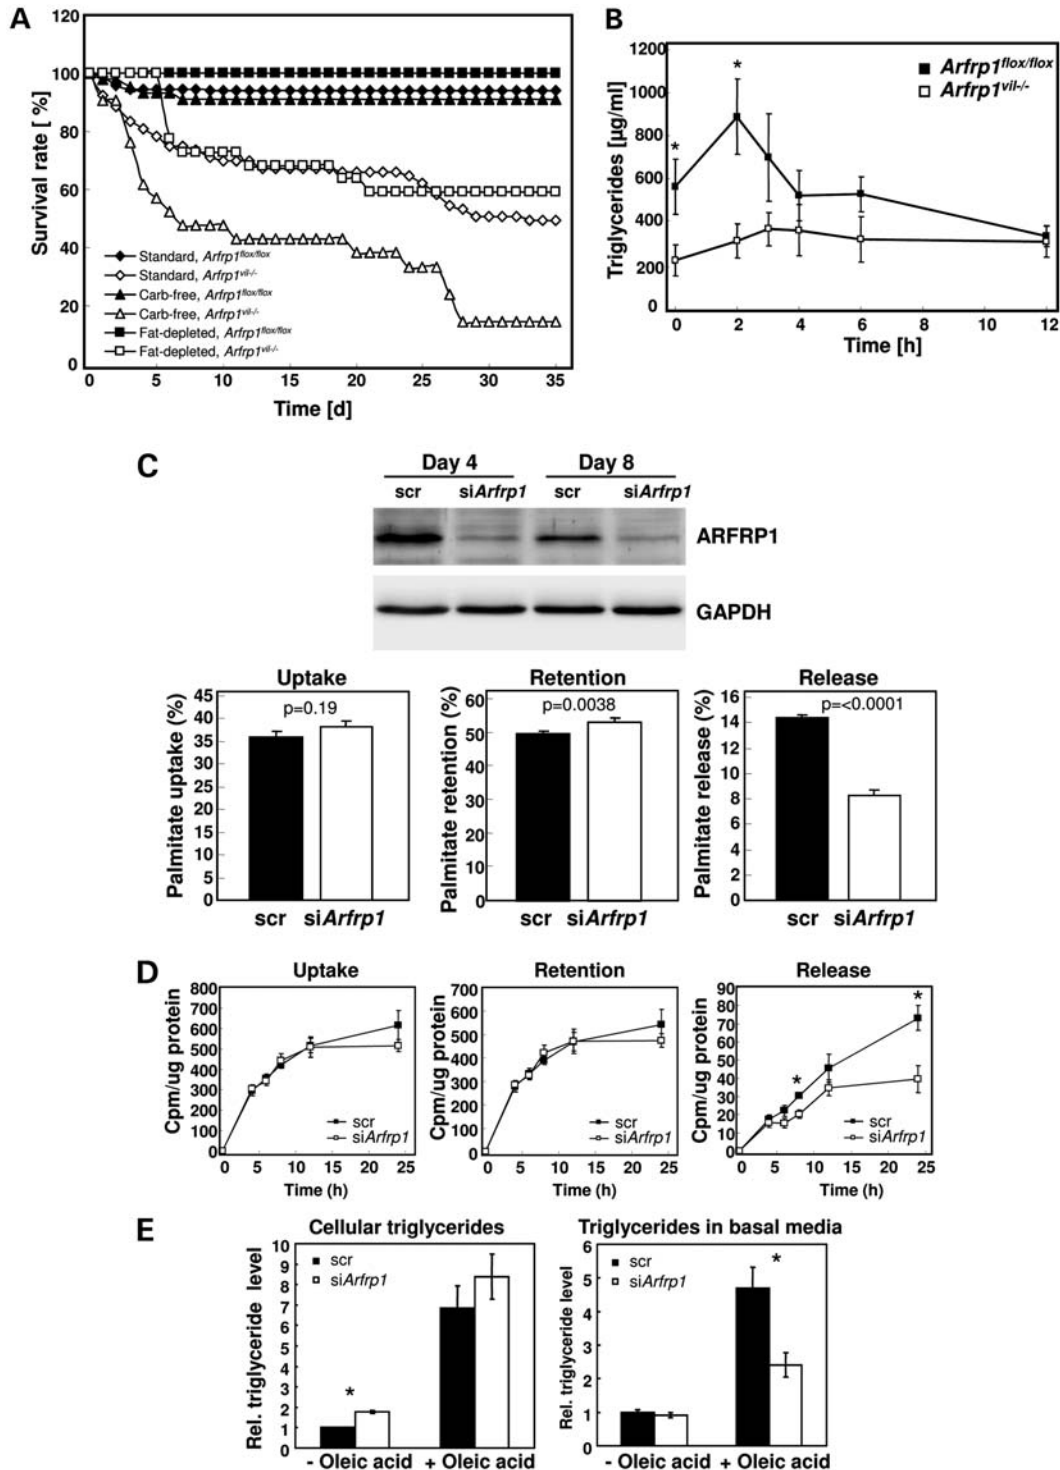 A
120
100
80
60
40
20
0
Survival rate [ %]
Standard, Arfrp1flox/flox
Standard, Arfrp1vil-/-
Carb-free, Arfrp1flox/flox
Carb-free, Arfrp1vil-/-
Fat-depleted, Arfrp1flox/flox
Fat-depleted, Arfrp1vil-/-
0 5 10 15 20 25 30 35
Time [d]
B
1200
1000
800
600
400
200
0
Triglycerides [µg/ml]
*
*
Arfrp1flox/flox
Arfrp1vil-/-
0 2 4 6 8 10 12
Time [h]
C
Day 4 Day 8
scr siArfrp1 scr siArfrp1
ARFRP1
GAPDH
Uptake
45
40
35
30
25
20
15
10
5
0
Palmitate uptake (%)
p=0.19
scr siArfrp1
Retention
60
50
40
30
20
10
0
Palmitate retention (%)
p=0.0038
scr siArfrp1
Release
16
14
12
10
8
6
4
2
0
Palmitate release (%)
p=<0.0001
scr siArfrp1
D
Uptake
800
700
600
500
400
300
200
100
0
Cpm/ug protein
scr
siArfrp1
0 5 10 15 20 25
Time (h)
Retention
700
600
500
400
300
200
100
0
Cpm/ug protein
scr
siArfrp1
0 5 10 15 20 25
Time (h)
Release
90
80
70
60
50
40
30
20
10
0
Cpm/ug protein
*
*
scr
siArfrp1
0 5 10 15 20 25
Time (h)
E
Cellular triglycerides
10
9
8
7
6
5
4
3
2
1
0
Rel. triglyceride level
scr
siArfrp1
*
- Oleic acid + Oleic acid
Triglycerides in basal media
6
5
4
3
2
1
0
Rel. triglyceride level
scr
siArfrp1
*
- Oleic acid + Oleic acid